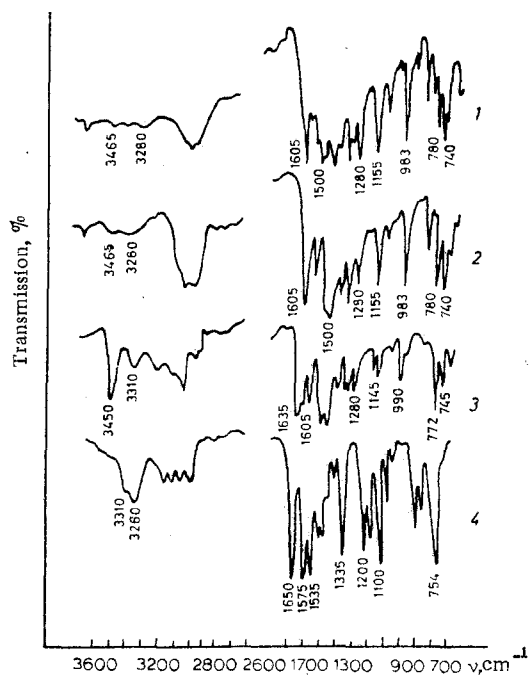 Transmission, %
3465 3280 1605 1500 1280 1155 983 780 740 1
3465 3280 1605 1500 1290 1155 983 780 740 2
3450 3310 1635 1605 1280 1145 990 772 745 3
3310 3260 1650 1575 1535 1335 1200 1100 754 4
3600 3200 2800 2600 1700 1300 900 700 ν, cm⁻¹